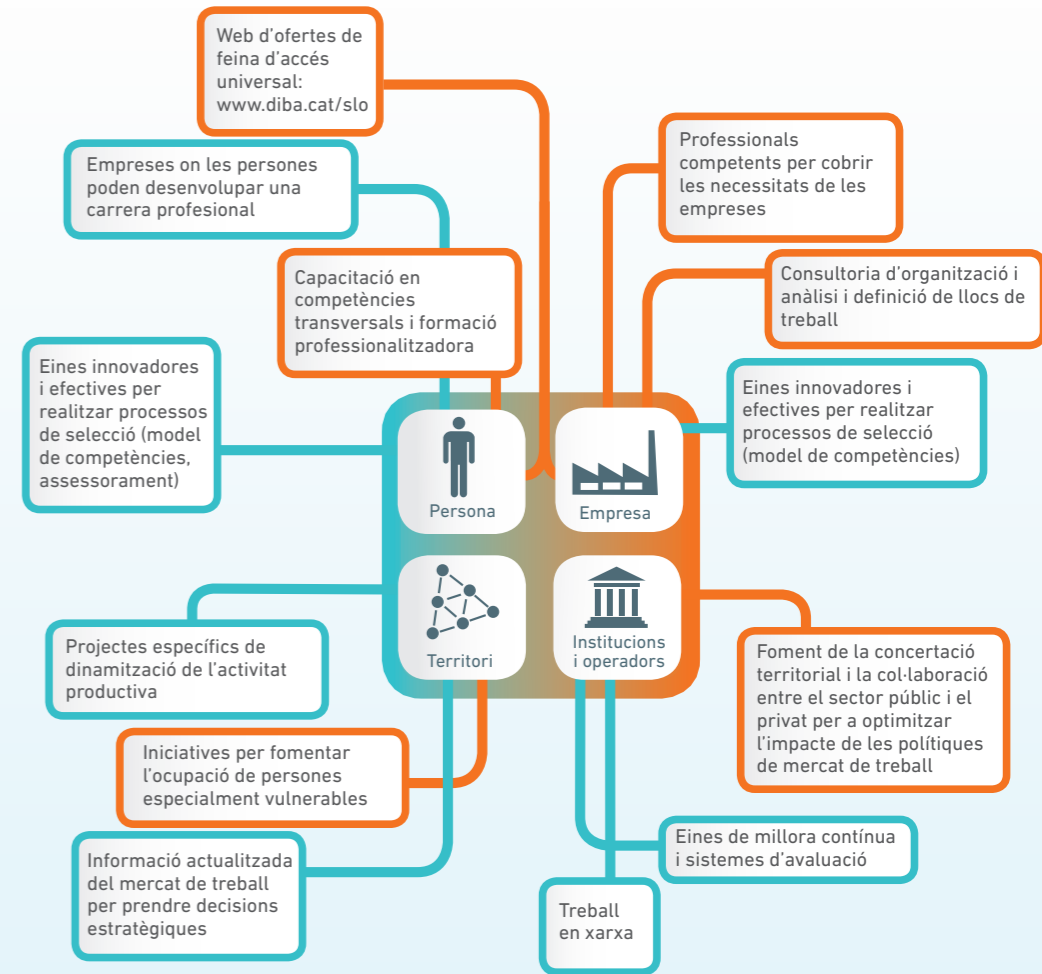 Web d'ofertes de
feina d'accés
universal:
www.diba.cat/slo
Empreses on les persones
poden desenvolupar una
carrera profesional
Professionals
competents per cobrir
les necessitats de les
empreses
Capacitació en
competències
transversals i formació
professionalitzadora
Consultoria d'organització i
anàlisi i definició de llocs de
treball
Eines innovadores
i efectives per
realitzar processos
de selecció (model
de competències,
assessorament)
Eines innovadores i
efectives per realitzar
processos de selecció
(model de competències)
Persona
Empresa
Territori
Institucions
i operadors
Projectes específics de
dinamització de l'activitat
productiva
Foment de la concertació
territorial i la col·laboració
entre el sector públic i el
privat per a optimitzar
l'impacte de les polítiques
de mercat de treball
Iniciatives per fomentar
l'ocupació de persones
especialment vulnerables
Informació actualitzada
del mercat de treball
per prendre decisions
estratègiques
Eines de millora contínua
i sistemes d'avaluació
Treball
en xarxa